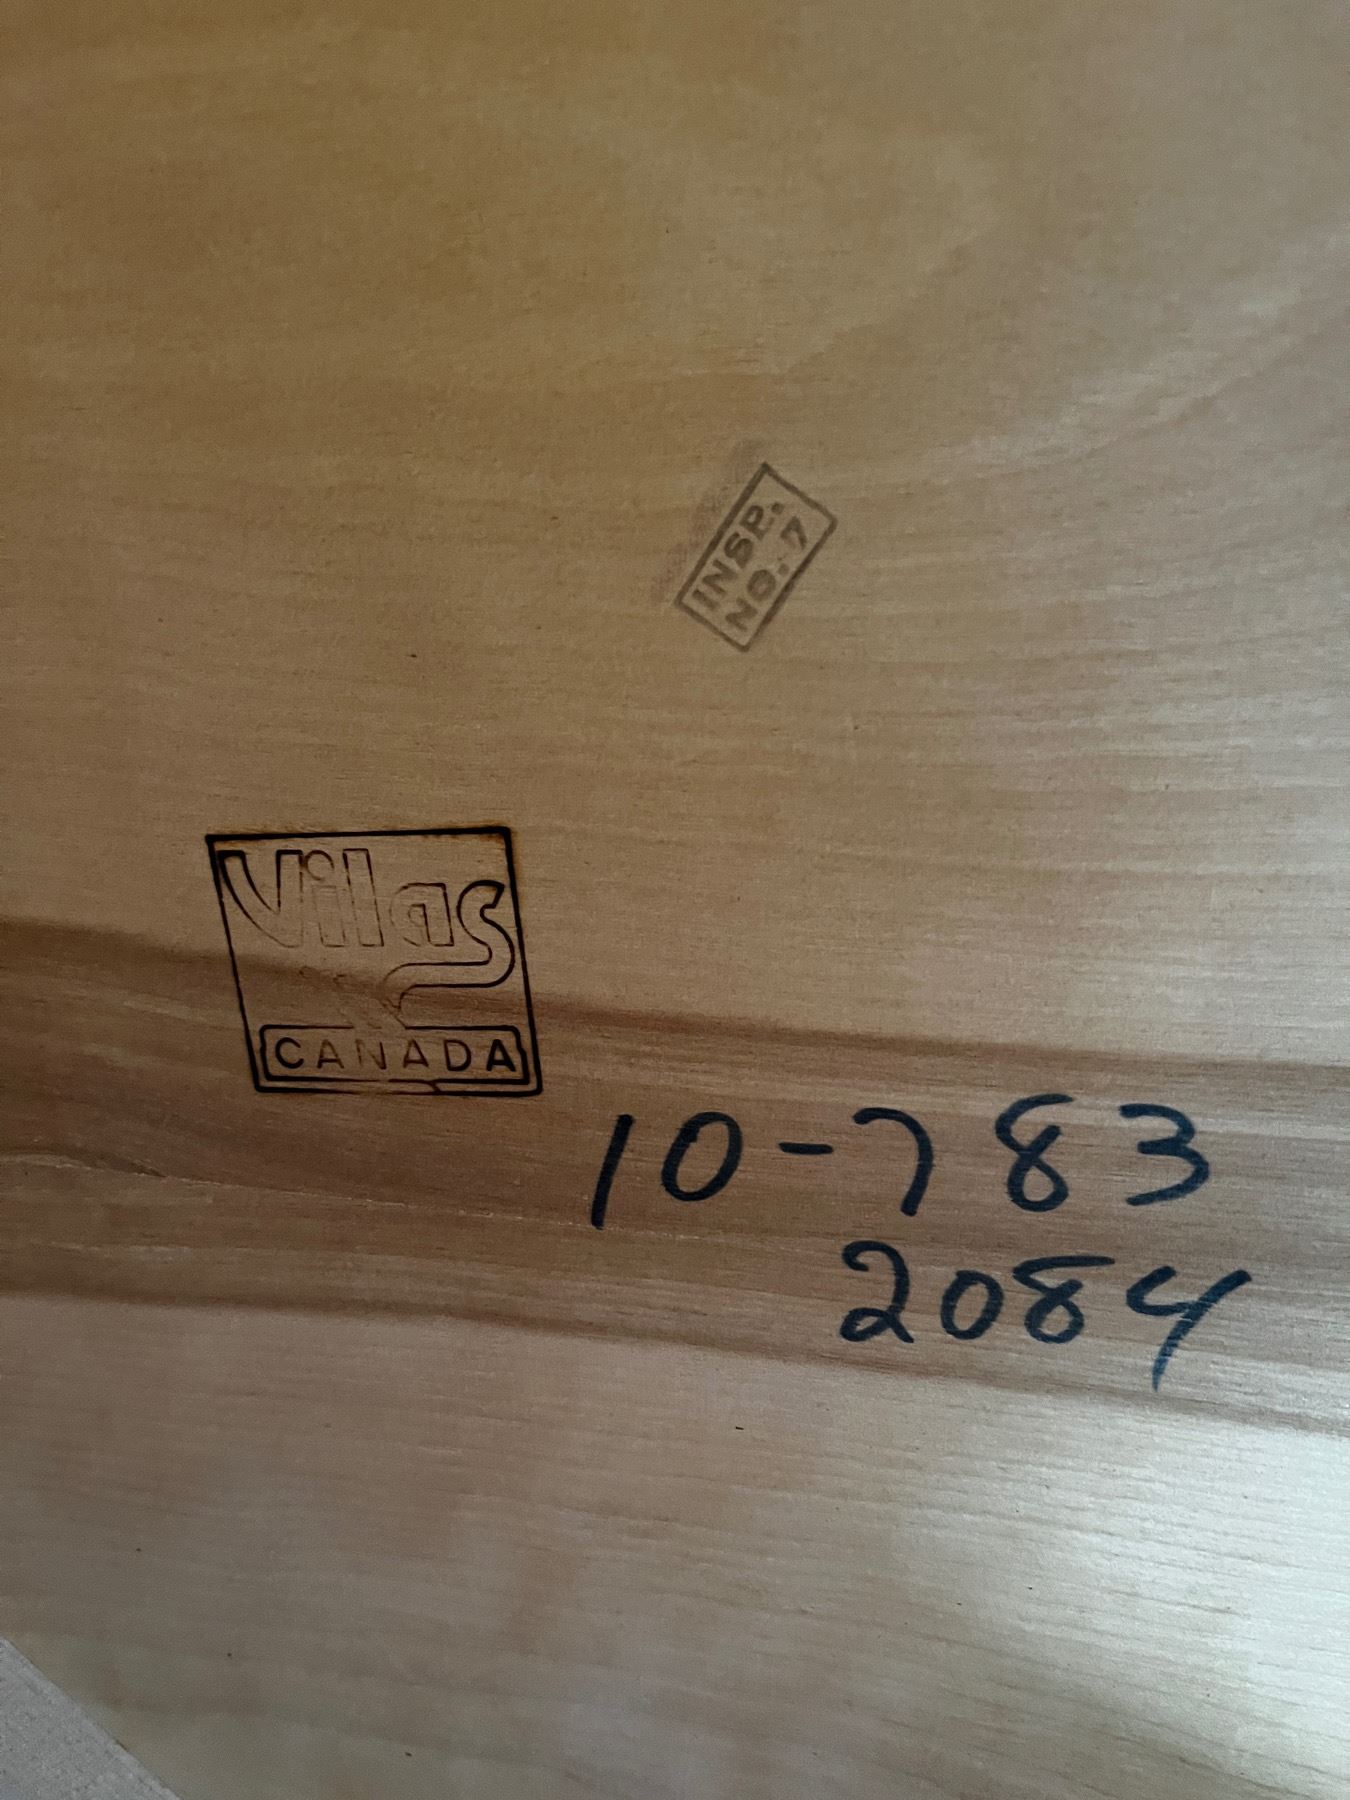 INSP.
NO. 7
Vilas
CANADA
10-783
2084